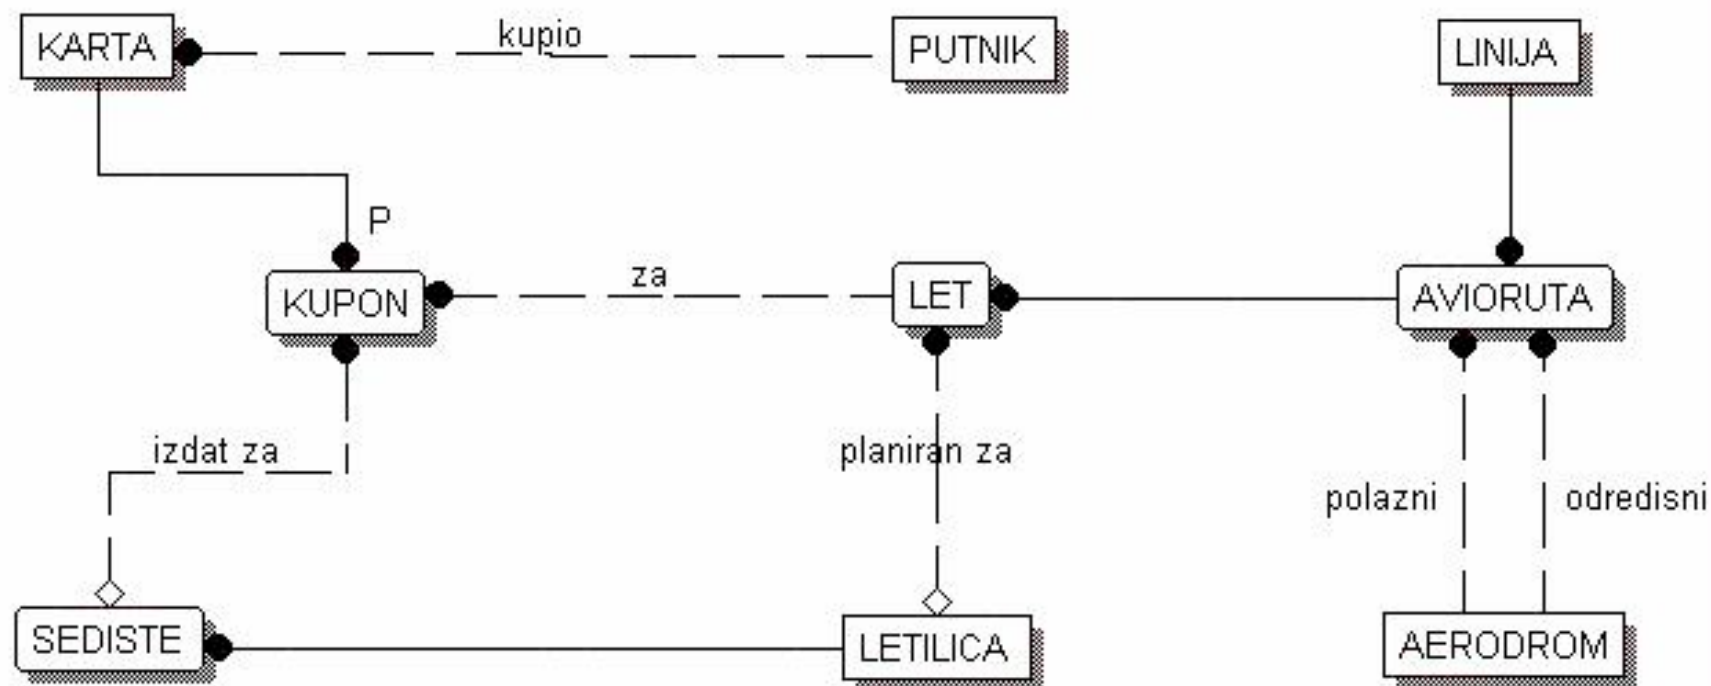 KARTA
kupio
PUTNIK
LINIJA
P
KUPON
za
LET
AVIORUTA
izdat za
planiran za
polazni
odredisni
SEDISTE
LETILICA
AERODROM